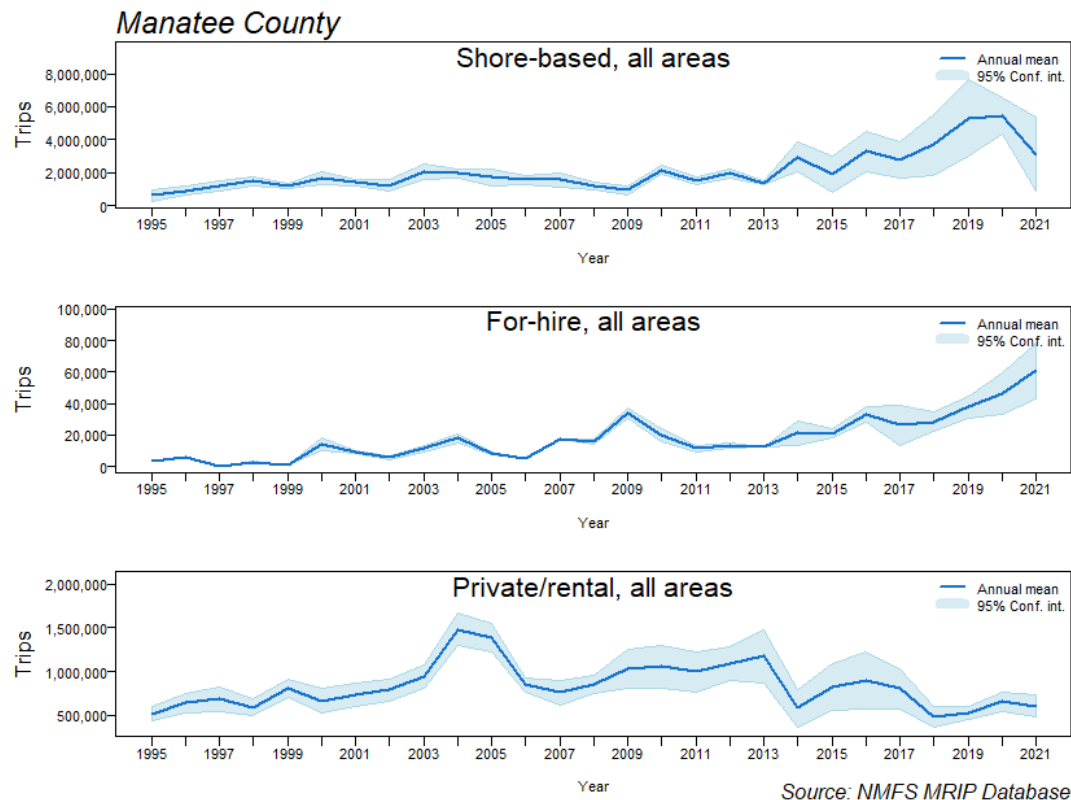 Manatee County
Shore-based, all areas
Annual mean
95% Conf. int.
Trips
8,000,000
6,000,000
4,000,000
2,000,000
0
1995 1997 1999 2001 2003 2005 2007 2009 2011 2013 2015 2017 2019 2021
Year
For-hire, all areas
Annual mean
95% Conf. int.
Trips
100,000
80,000
60,000
40,000
20,000
0
1995 1997 1999 2001 2003 2005 2007 2009 2011 2013 2015 2017 2019 2021
Year
Private/rental, all areas
Annual mean
95% Conf. int.
Trips
2,000,000
1,500,000
1,000,000
500,000
1995 1997 1999 2001 2003 2005 2007 2009 2011 2013 2015 2017 2019 2021
Year
Source: NMFS MRIP Database